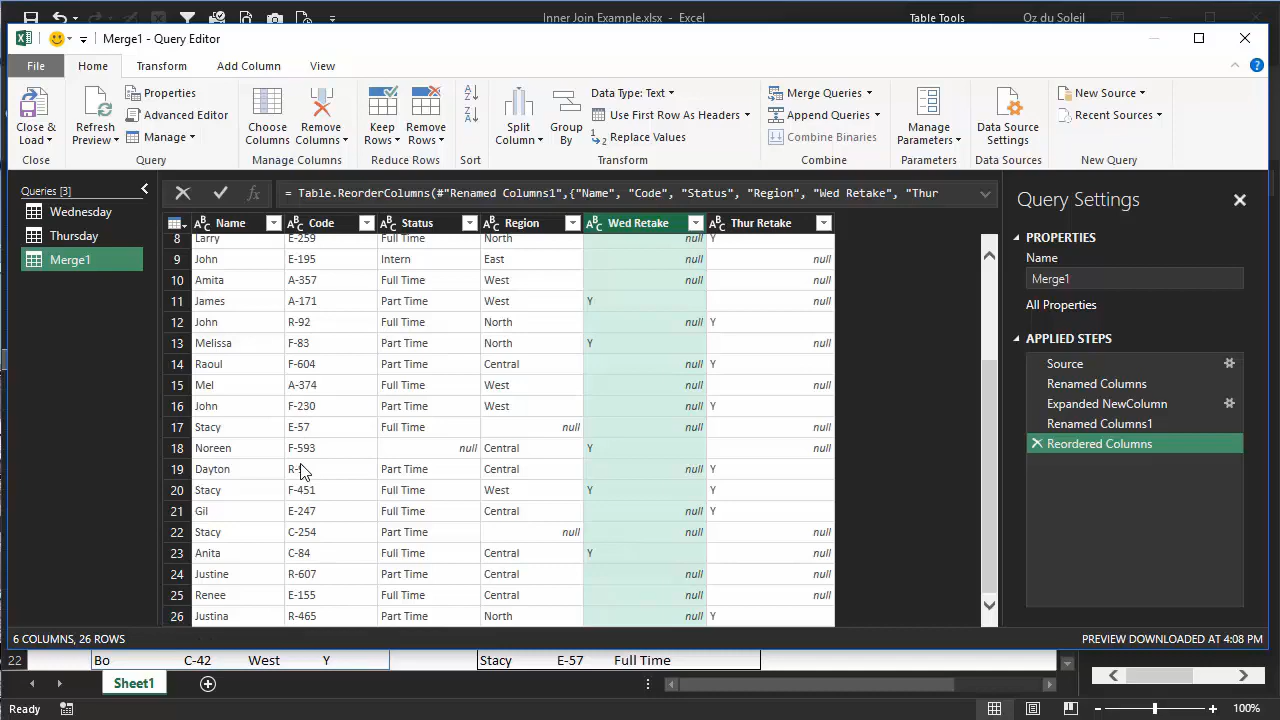 Inner Join Example.xlsx - Excel Table Tools Oz du Soleil
Merge1 - Query Editor
File Home Transform Add Column View
Close & Load
Refresh Preview
Properties
Advanced Editor
Manage
Choose Columns
Remove Columns
Keep Rows
Remove Rows
Split Column
Group By
Data Type: Text
Use First Row As Headers
Replace Values
Merge Queries
Append Queries
Combine Binaries
Manage Parameters
Data Source Settings
New Source
Recent Sources
Close Query Manage Columns Reduce Rows Sort Transform Combine Parameters Data Sources New Query
Queries [3]
Wednesday
Thursday
Merge1
= Table.ReorderColumns(#"Renamed Columns1",{"Name", "Code", "Status", "Region", "Wed Retake", "Thur
Name Code Status Region Wed Retake Thur Retake
8 Larry E-259 Full Time North null Y
9 John E-195 Intern East null null
10 Amita A-357 Full Time West null null
11 James A-171 Part Time West Y null
12 John R-92 Full Time North null Y
13 Melissa F-83 Part Time North Y null
14 Raoul F-604 Part Time Central null Y
15 Mel A-374 Full Time West null null
16 John F-230 Part Time West null Y
17 Stacy E-57 Full Time null null null
18 Noreen F-593 null Central Y null
19 Dayton Part Time Central null Y
20 Stacy F-451 Full Time West Y Y
21 Gil E-247 Full Time Central null Y
22 Stacy C-254 Part Time null null null
23 Anita C-84 Full Time Central Y null
24 Justine R-607 Part Time Central null null
25 Renee E-155 Full Time Central null null
26 Justina R-465 Part Time North null Y
Query Settings
PROPERTIES
Name
Merge1
All Properties
APPLIED STEPS
Source
Renamed Columns
Expanded NewColumn
Renamed Columns1
Reordered Columns
6 COLUMNS, 26 ROWS PREVIEW DOWNLOADED AT 4:08 PM
22 Bo C-42 West Y Stacy E-57 Full Time
Sheet1
Ready 100%